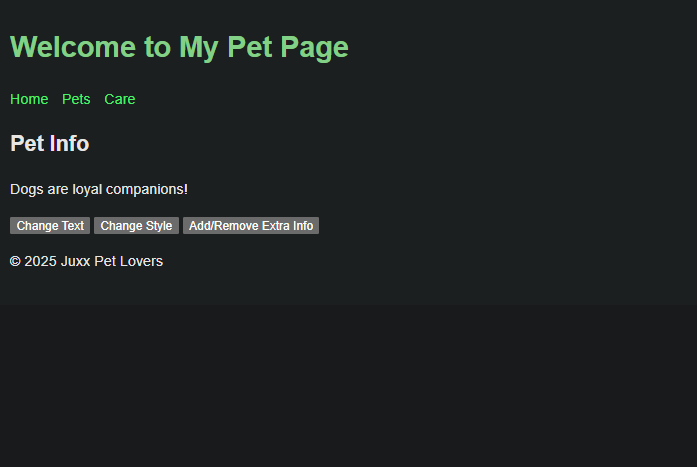 Welcome to My Pet Page
Home Pets Care
Pet Info
Dogs are loyal companions!
Change Text Change Style Add/Remove Extra Info
© 2025 Juxx Pet Lovers